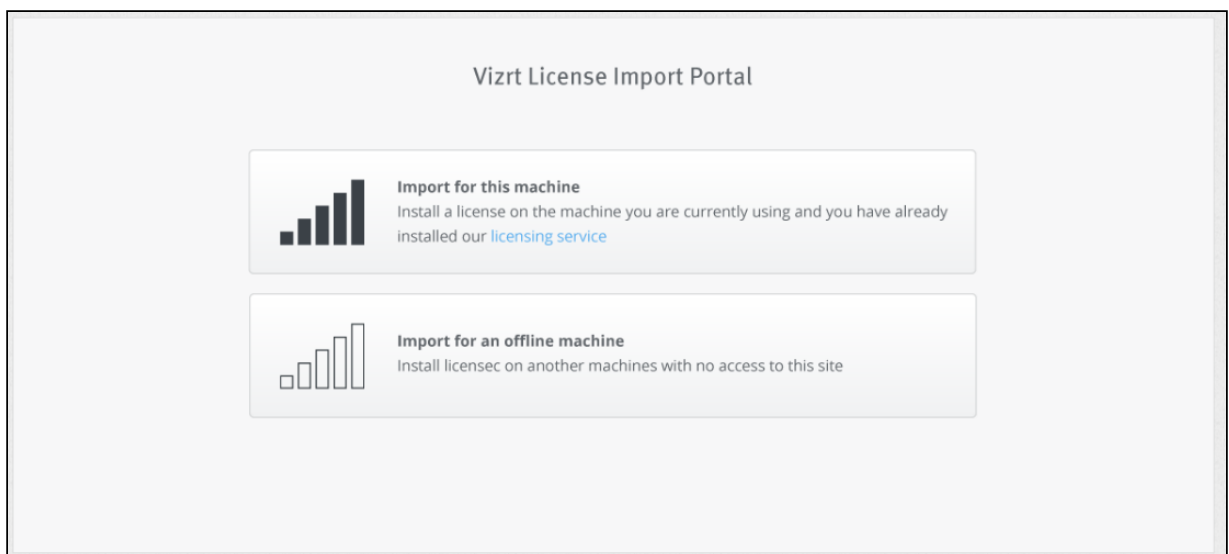 Vizrt License Import Portal
Import for this machine
Install a license on the machine you are currently using and you have already
installed our licensing service
Import for an offline machine
Install licensec on another machines with no access to this site